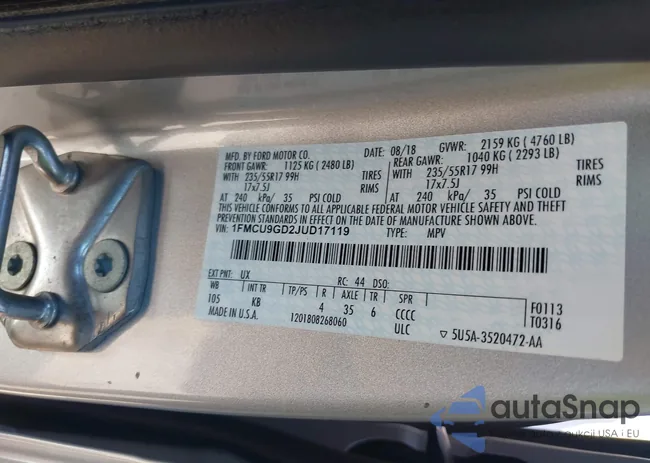 MFD. BY FORD MOTOR CO. DATE: 08/18 GVWR: 2159 KG ( 4760 LB)
FRONT GAWR: 1125 KG ( 2480 LB) REAR GAWR: 1040 KG ( 2293 LB)
WITH 235/55R17 99H TIRES WITH 235/55R17 99H TIRES
17x7.5J RIMS 17x7.5J RIMS
AT 240 kPa/ 35 PSI COLD AT 240 kPa/ 35 PSI COLD
THIS VEHICLE CONFORMS TO ALL APPLICABLE FEDERAL MOTOR VEHICLE SAFETY AND THEFT
PREVENTION STANDARDS IN EFFECT ON THE DATE OF MANUFACTURE SHOWN ABOVE.
VIN: 1FMCU9GD2JUD17119 TYPE: MPV
EXT PNT: UX RC: 44 DSO:
WB INT TR TP/PS R AXLE TR SPR
105 KB 4 35 6 CCCC F0113
T0316
MADE IN U.S.A. 1201808268060 ULC 5U5A-3520472-AA
autaSnap
aukcji USA i EU